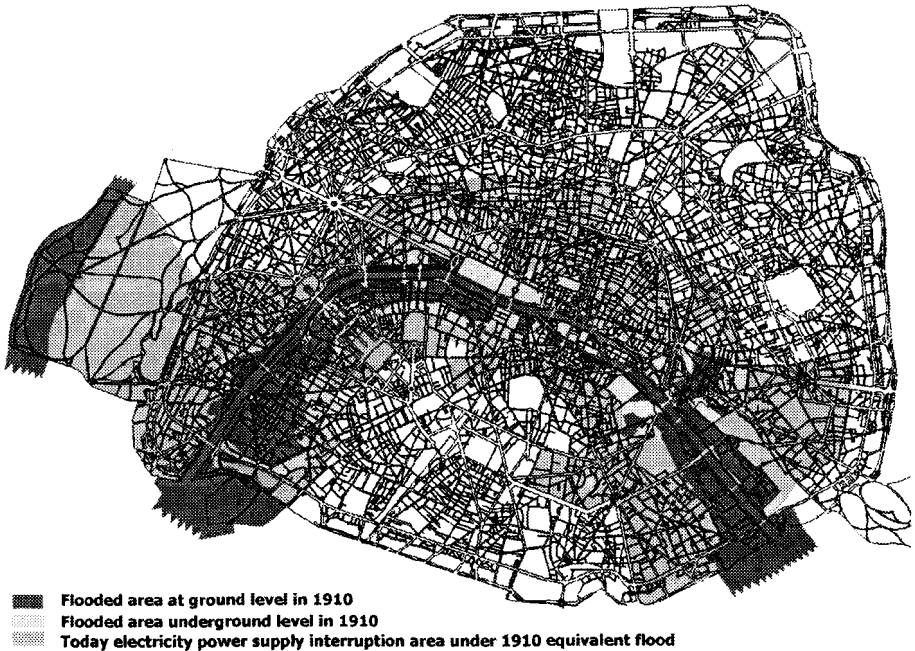 Flooded area at ground level in 1910
Flooded area underground level in 1910
Today electricity power supply interruption area under 1910 equivalent flood